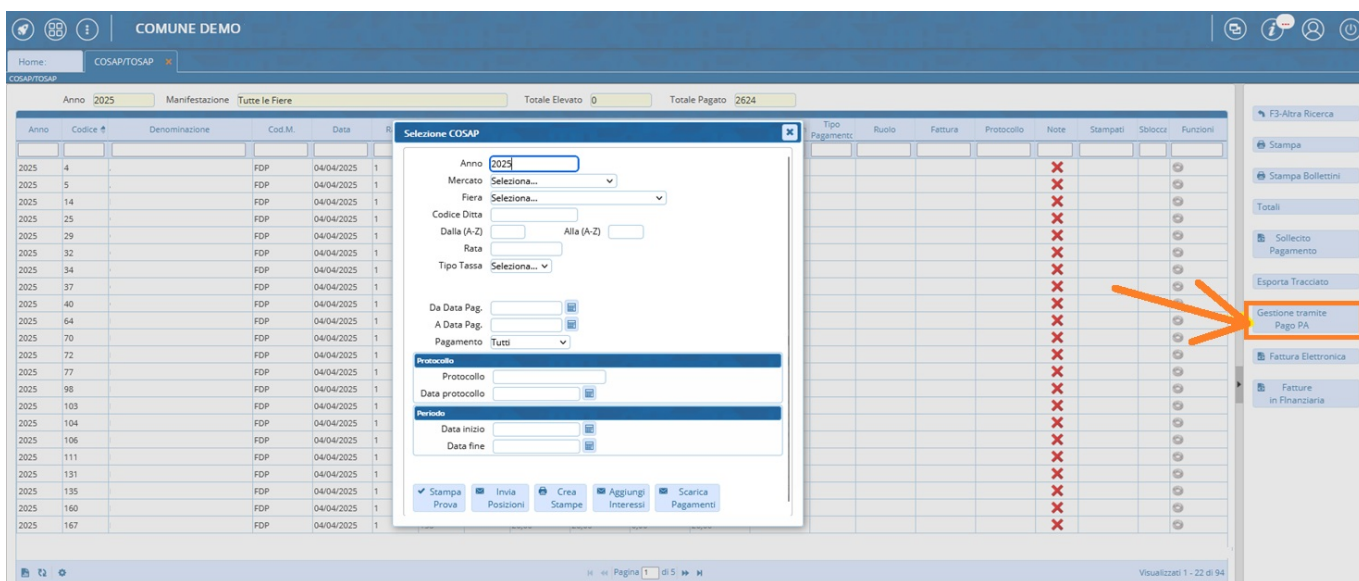 COMUNE DEMO
Home:
COSAP/TOSAP
COSAP/TOSAP
Anno 2025 Manifestazione Tutte le Fiere Totale Elevato 0 Totale Pagato 2624
Anno Codice Denominazione Cod.M. Data Tipo Pagamento Ruolo Fattura Protocollo Note Stampati Sblocca Funzioni
2025 4 FDP 04/04/2025 1
2025 5 FDP 04/04/2025 1
2025 14 FDP 04/04/2025 1
2025 25 FDP 04/04/2025 1
2025 29 FDP 04/04/2025 1
2025 32 FDP 04/04/2025 1
2025 34 FDP 04/04/2025 1
2025 37 FDP 04/04/2025 1
2025 40 FDP 04/04/2025 1
2025 64 FDP 04/04/2025 1
2025 70 FDP 04/04/2025 1
2025 72 FDP 04/04/2025 1
2025 77 FDP 04/04/2025 1
2025 98 FDP 04/04/2025 1
2025 103 FDP 04/04/2025 1
2025 104 FDP 04/04/2025 1
2025 106 FDP 04/04/2025 1
2025 111 FDP 04/04/2025 1
2025 131 FDP 04/04/2025 1
2025 135 FDP 04/04/2025 1
2025 160 FDP 04/04/2025 1
2025 167 FDP 04/04/2025 1
Selezione COSAP
Anno 2025
Mercato Seleziona...
Fiera Seleziona...
Codice Ditta
Dalla (A-Z) Alla (A-Z)
Rata
Tipo Tassa Seleziona...
Da Data Pag.
A Data Pag.
Pagamento Tutti
Protocollo
Protocollo
Data protocollo
Periodo
Data inizio
Data fine
Stampa Prova
Invia Posizioni
Crea Stampe
Aggiungi Interessi
Scarica Pagamenti
F3-Altra Ricerca
Stampa
Stampa Bollettini
Totali
Sollecito
Pagamento
Esporta Tracciato
Gestione tramite
Pago PA
Fattura Elettronica
Fatture
in FInanziaria
Pagina 1 di 5
Visualizzati 1 - 22 di 94